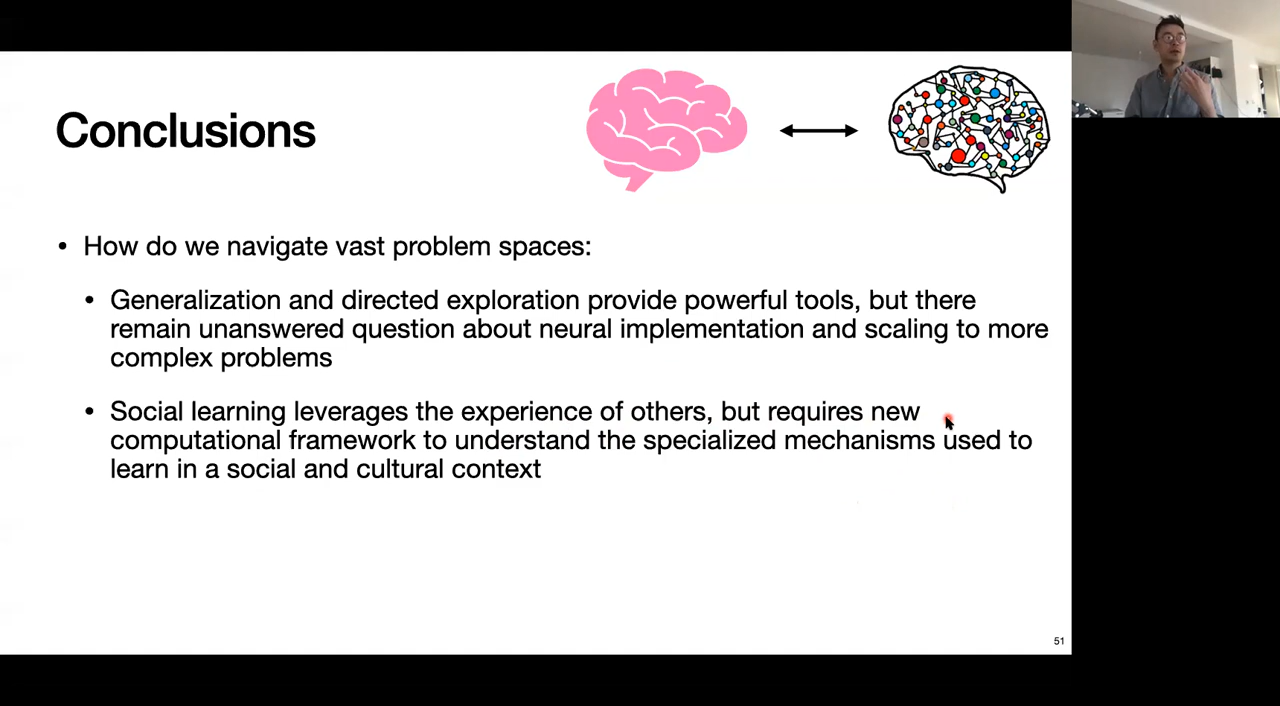 Conclusions
• How do we navigate vast problem spaces:
• Generalization and directed exploration provide powerful tools, but there
remain unanswered question about neural implementation and scaling to more
complex problems
• Social learning leverages the experience of others, but requires new
computational framework to understand the specialized mechanisms used to
learn in a social and cultural context
51